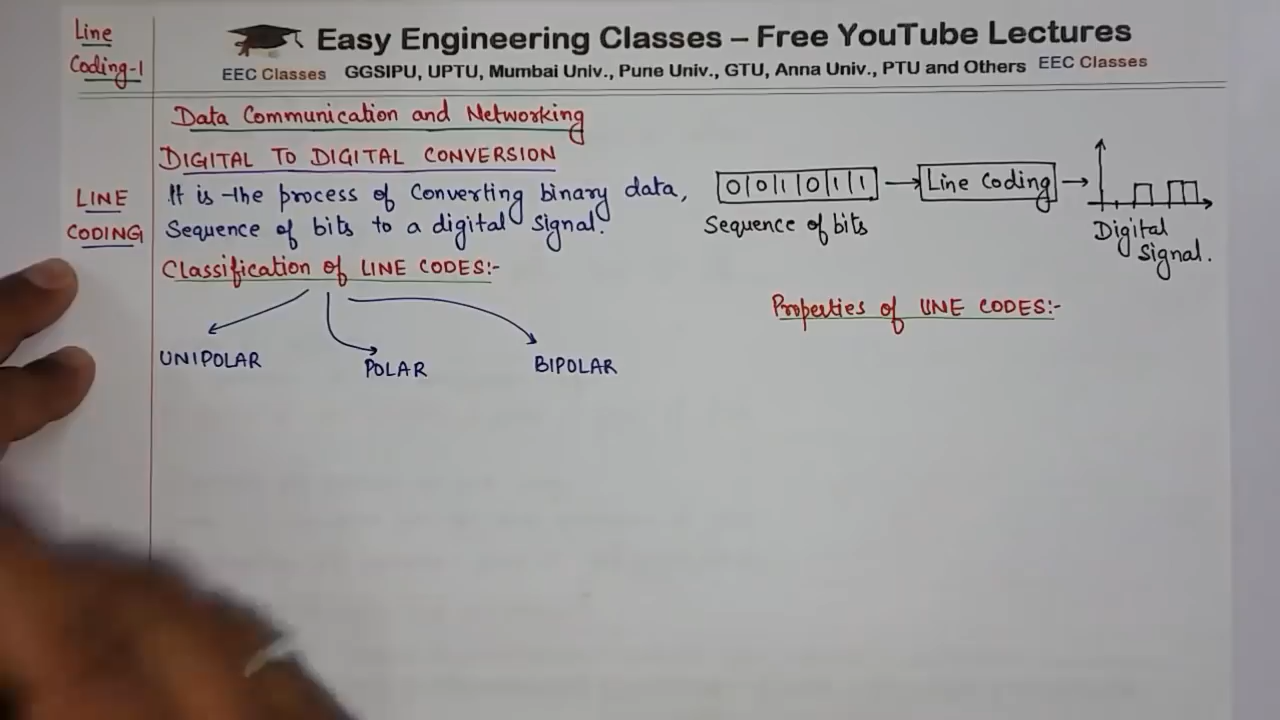 Line
Coding-1
Easy Engineering Classes – Free YouTube Lectures
EEC Classes GGSIPU, UPTU, Mumbai Univ., Pune Univ., GTU, Anna Univ., PTU and Others EEC Classes
Data Communication and Networking
DIGITAL TO DIGITAL CONVERSION
LINE
CODING
It is the process of converting binary data,
Sequence of bits to a digital signal.
0 0 1 0 1 1
Sequence of bits
Line Coding
Digital
Signal.
Classification of LINE CODES:-
UNIPOLAR
POLAR
BIPOLAR
Properties of LINE CODES:-